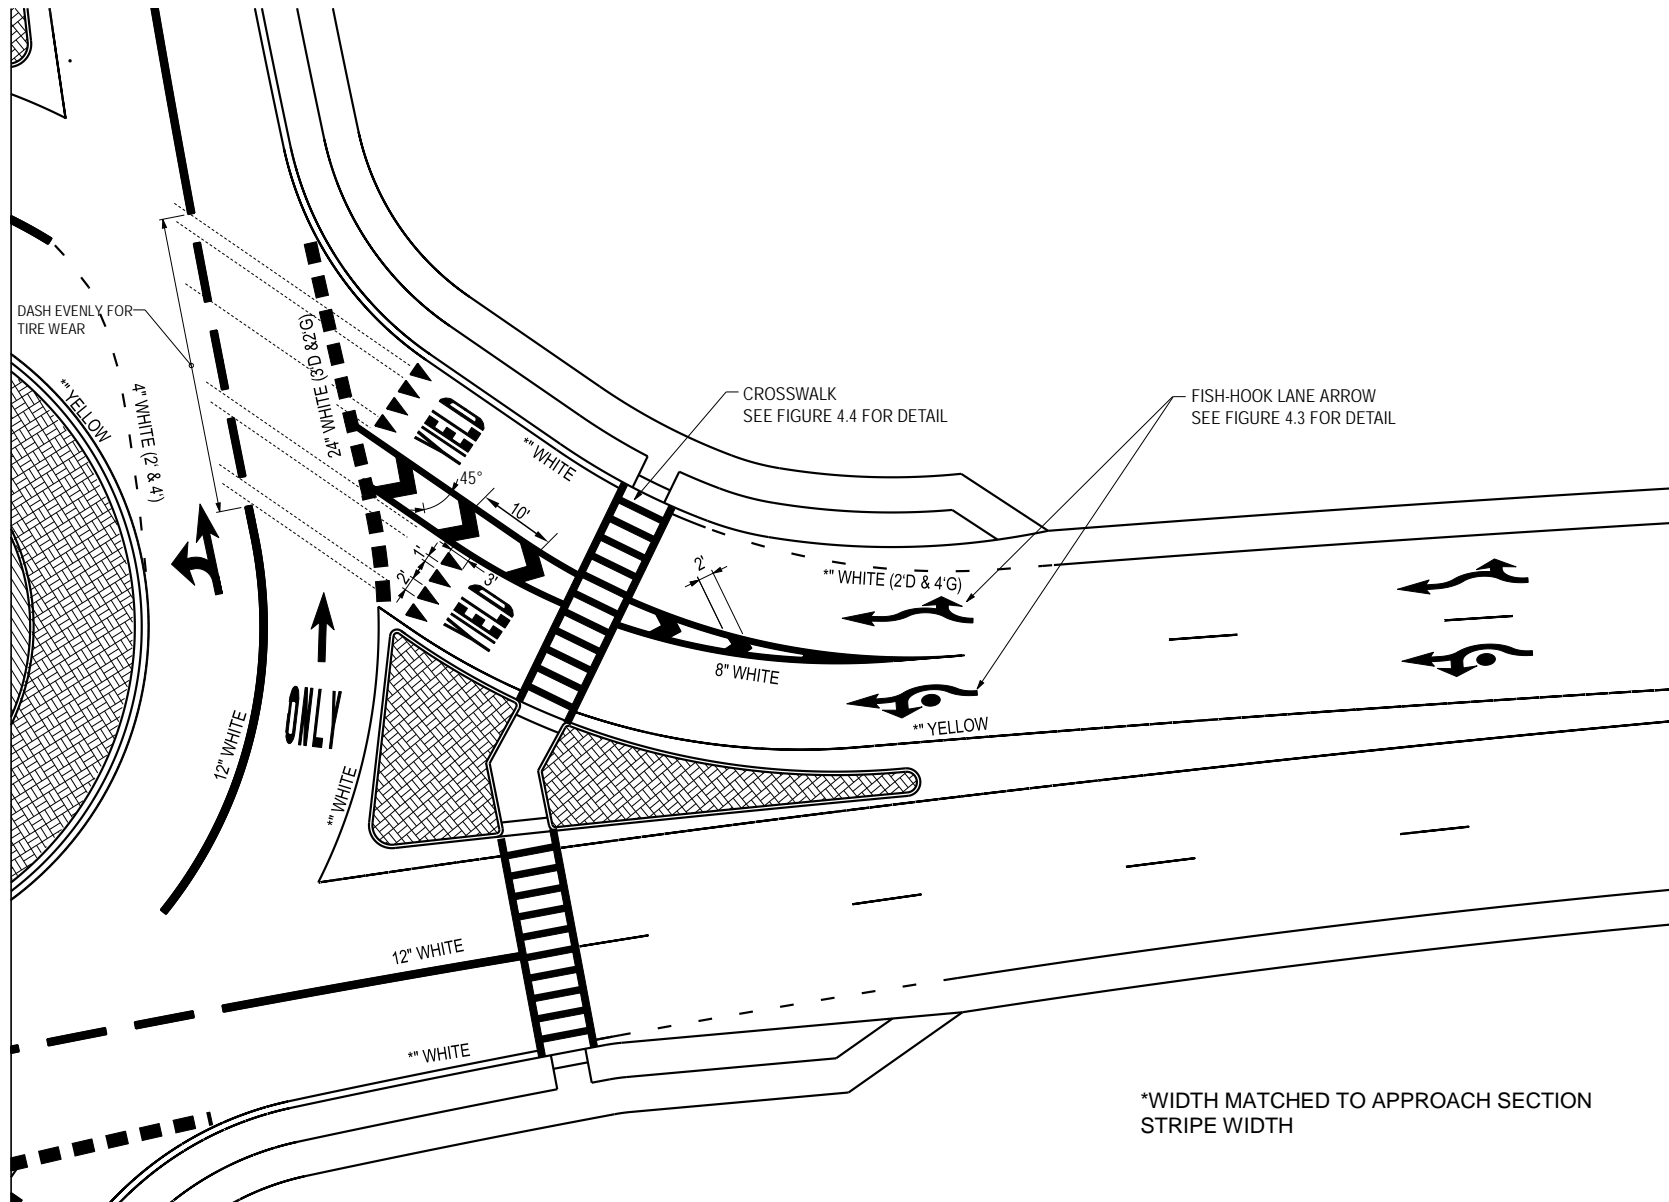 DASH EVENLY FOR
TIRE WEAR
*" YELLOW
4" WHITE (2' & 4')
24" WHITE (3'D &2'G)
YIELD
*" WHITE
45°
10'
1'
2'
3'
YIELD
CROSSWALK
SEE FIGURE 4.4 FOR DETAIL
FISH-HOOK LANE ARROW
SEE FIGURE 4.3 FOR DETAIL
2'
*" WHITE (2'D & 4'G)
8" WHITE
*" YELLOW
ONLY
12" WHITE
*" WHITE
12" WHITE
*" WHITE
*WIDTH MATCHED TO APPROACH SECTION
STRIPE WIDTH